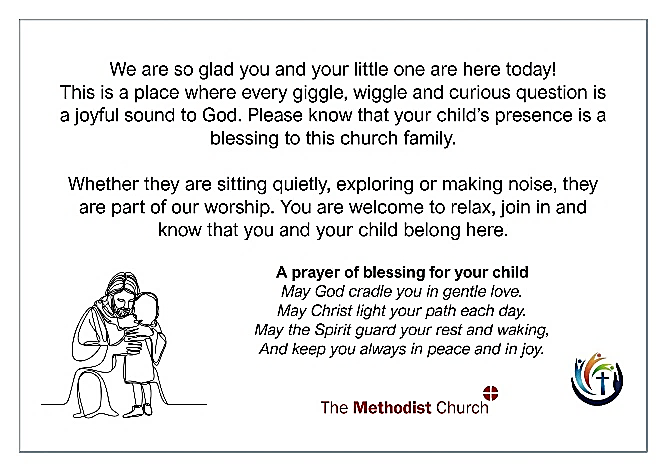 We are so glad you and your little one are here today!
This is a place where every giggle, wiggle and curious question is
a joyful sound to God. Please know that your child's presence is a
blessing to this church family.
Whether they are sitting quietly, exploring or making noise, they
are part of our worship. You are welcome to relax, join in and
know that you and your child belong here.
A prayer of blessing for your child
May God cradle you in gentle love.
May Christ light your path each day.
May the Spirit guard your rest and waking,
And keep you always in peace and in joy.
The Methodist Church